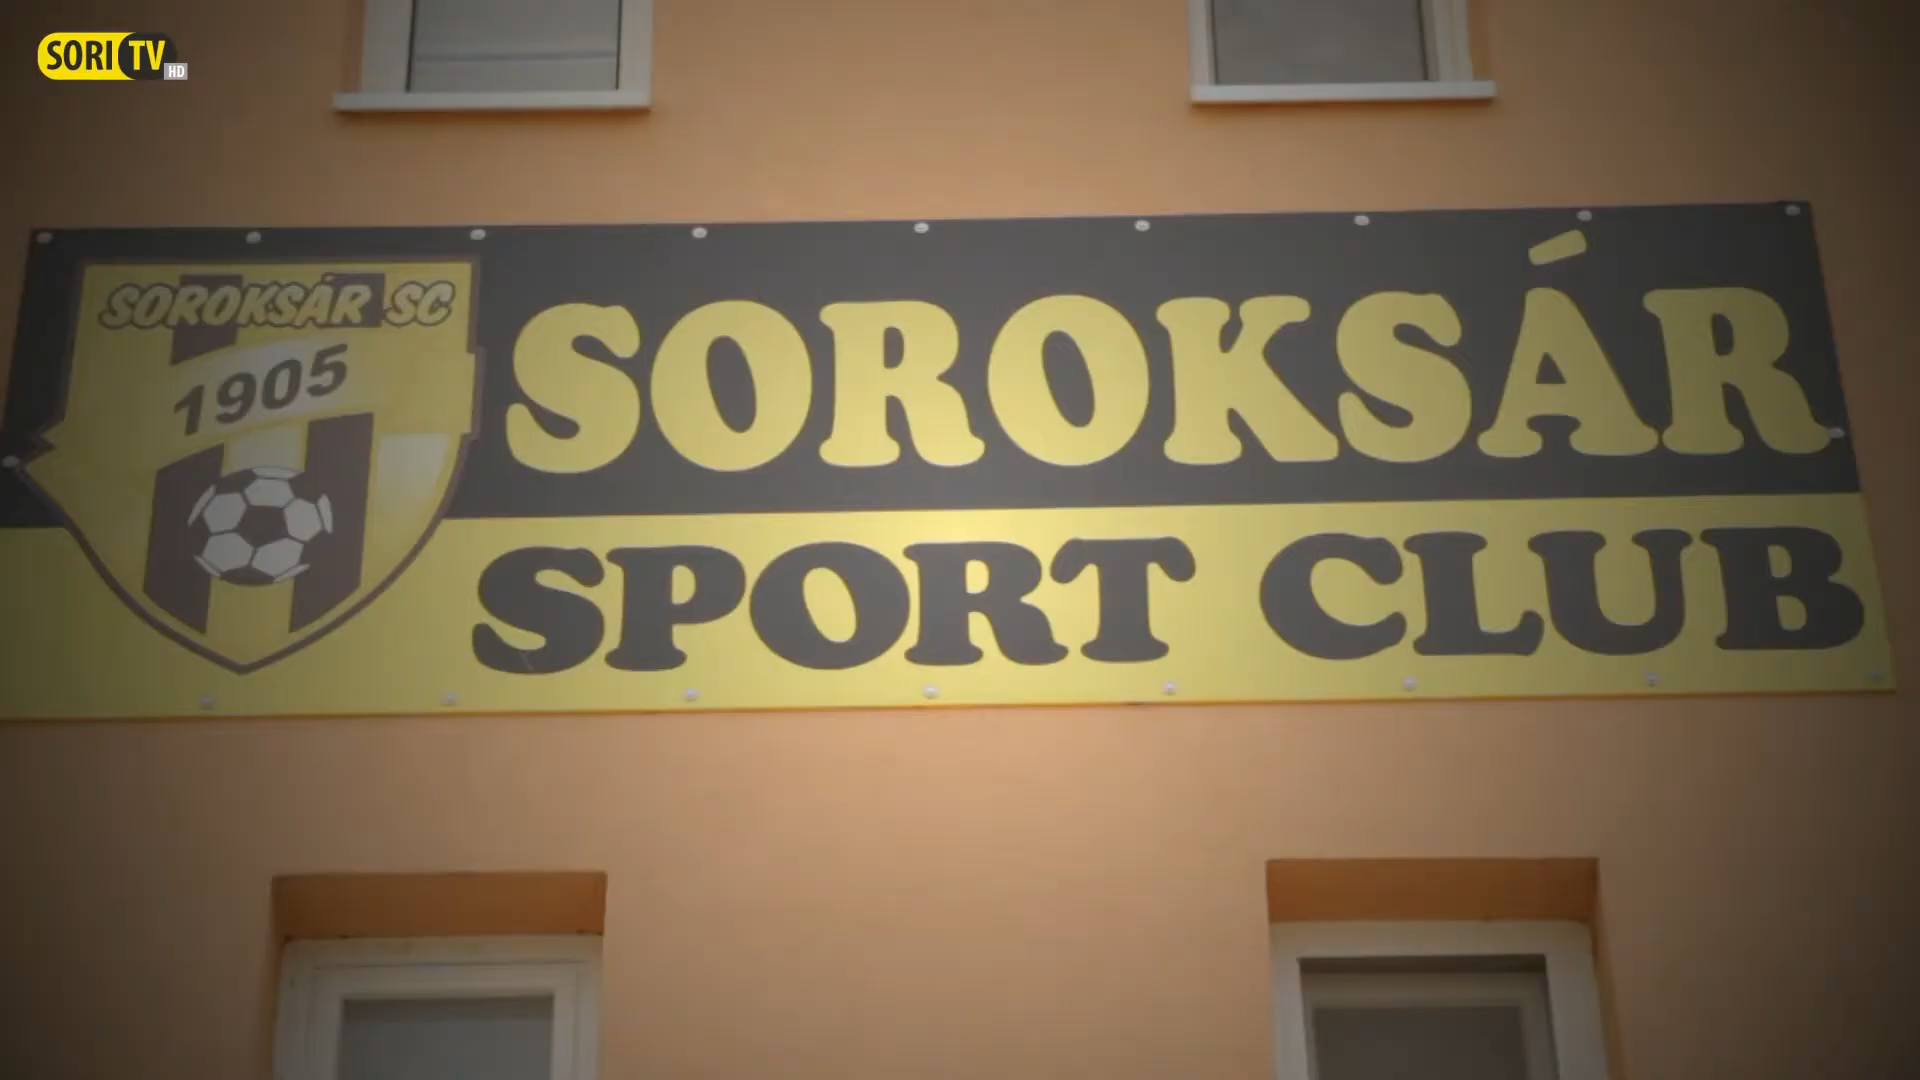 SORI TV HD
SOROKSÁR SC
1905
SOROKSÁR
SPORT CLUB